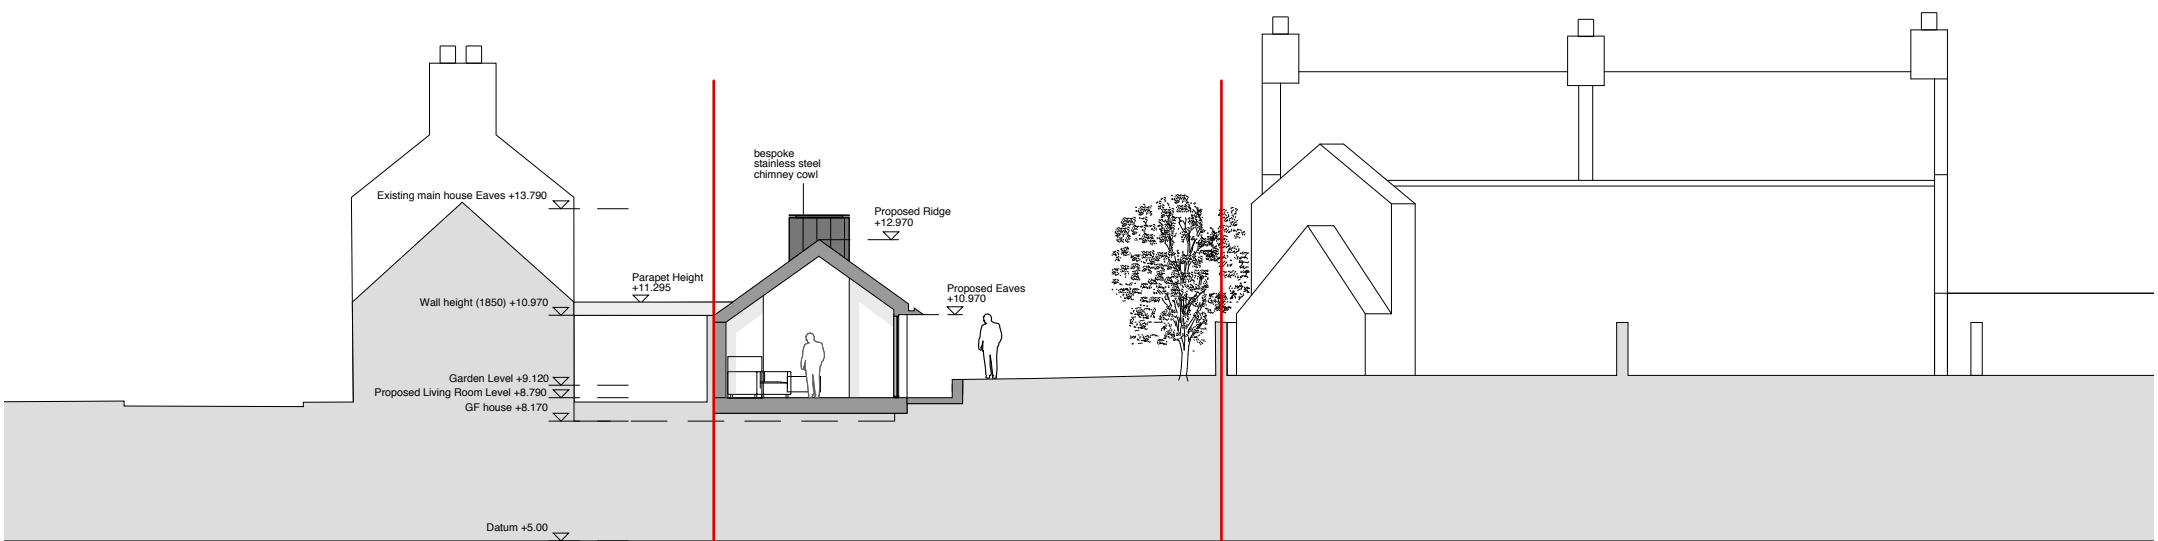 bespoke
stainless steel
chimney cowl
Existing main house Eaves +13.790
Proposed Ridge
+12.970
Parapet Height
+11.295
Proposed Eaves
+10.970
Wall height (1850) +10.970
Garden Level +9.120
Proposed Living Room Level +8.790
GF house +8.170
Datum +5.00